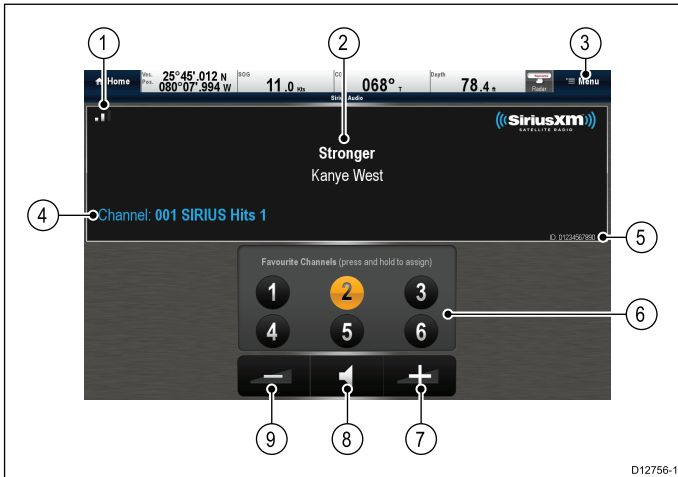 1
2
3
Home
Ves. Pos. 25°45'.012 N
080°07'.994 W
SOG
11.0 Kts
068° T
Depth
78.4 ft
Radar
Menu
Audio
SiriusXM
SATELLITE RADIO
Stronger
Kanye West
4
Channel: 001 SIRIUS Hits 1
ID: 01234567890
5
Favourite Channels (press and hold to assign)
1
2
3
4
5
6
6
9
8
7
D12756-1